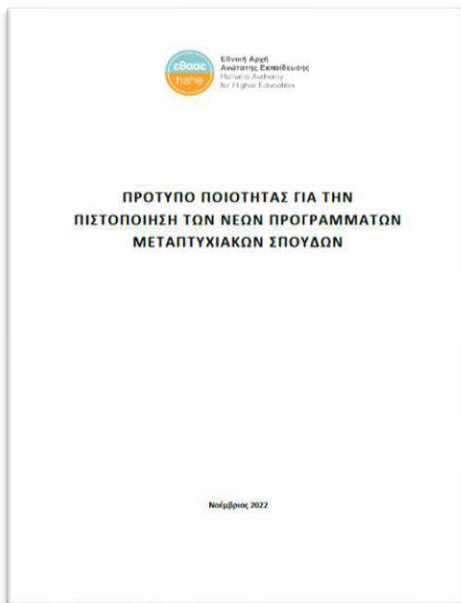 εθααε
hahe
Εθνική Αρχή
Ανώτατης Εκπαίδευσης
Hellenic Authority
for Higher Education
ΠΡΟΤΥΠΟ ΠΟΙΟΤΗΤΑΣ ΓΙΑ ΤΗΝ
ΠΙΣΤΟΠΟΙΗΣΗ ΤΩΝ ΝΕΩΝ ΠΡΟΓΡΑΜΜΑΤΩΝ
ΜΕΤΑΠΤΥΧΙΑΚΩΝ ΣΠΟΥΔΩΝ
Νοέμβριος 2022